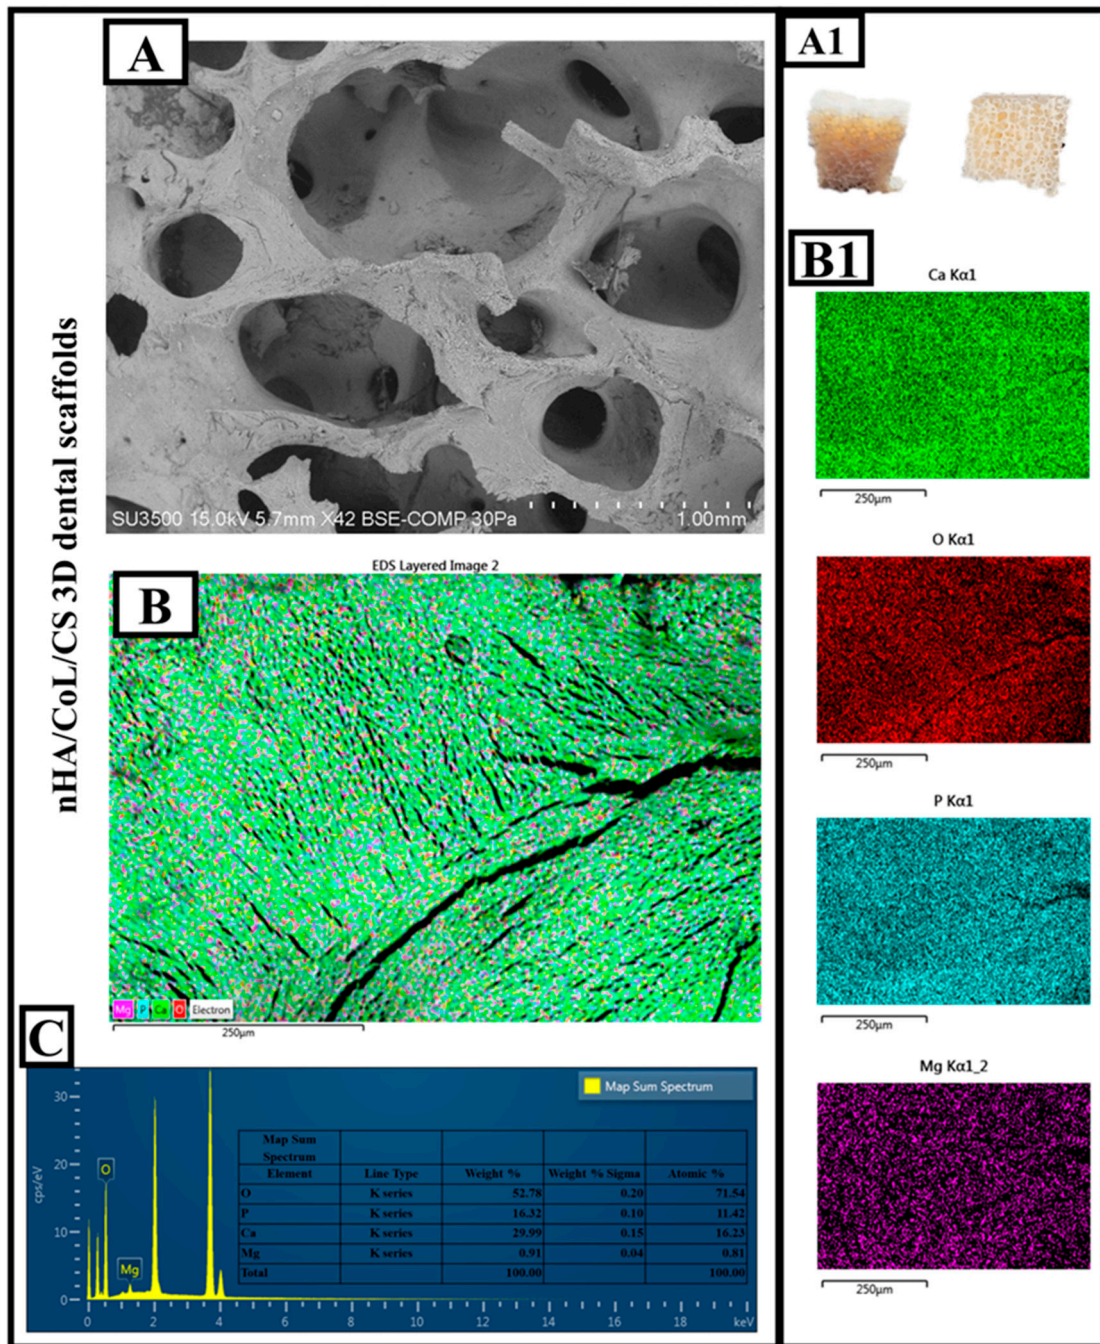 nHA/CoL/CS 3D dental scaffolds
A
SU3500 15.0kV 5.7mm X42 BSE-COMP 30Pa 1.00mm
EDS Layered Image 2
B
Mg P Ca O Electron
250µm
C
Map Sum Spectrum
cps/eV
30
20
10
0
O
Mg
Map Sum
Spectrum
Element Line Type Weight % Weight % Sigma Atomic %
O K series 52.78 0.20 71.54
P K series 16.32 0.10 11.42
Ca K series 29.99 0.15 16.23
Mg K series 0.91 0.04 0.81
Total 100.00 100.00
0 2 4 6 8 10 12 14 16 18 keV
A1
B1
Ca Kα1
250µm
O Kα1
250µm
P Kα1
250µm
Mg Kα1_2
250µm